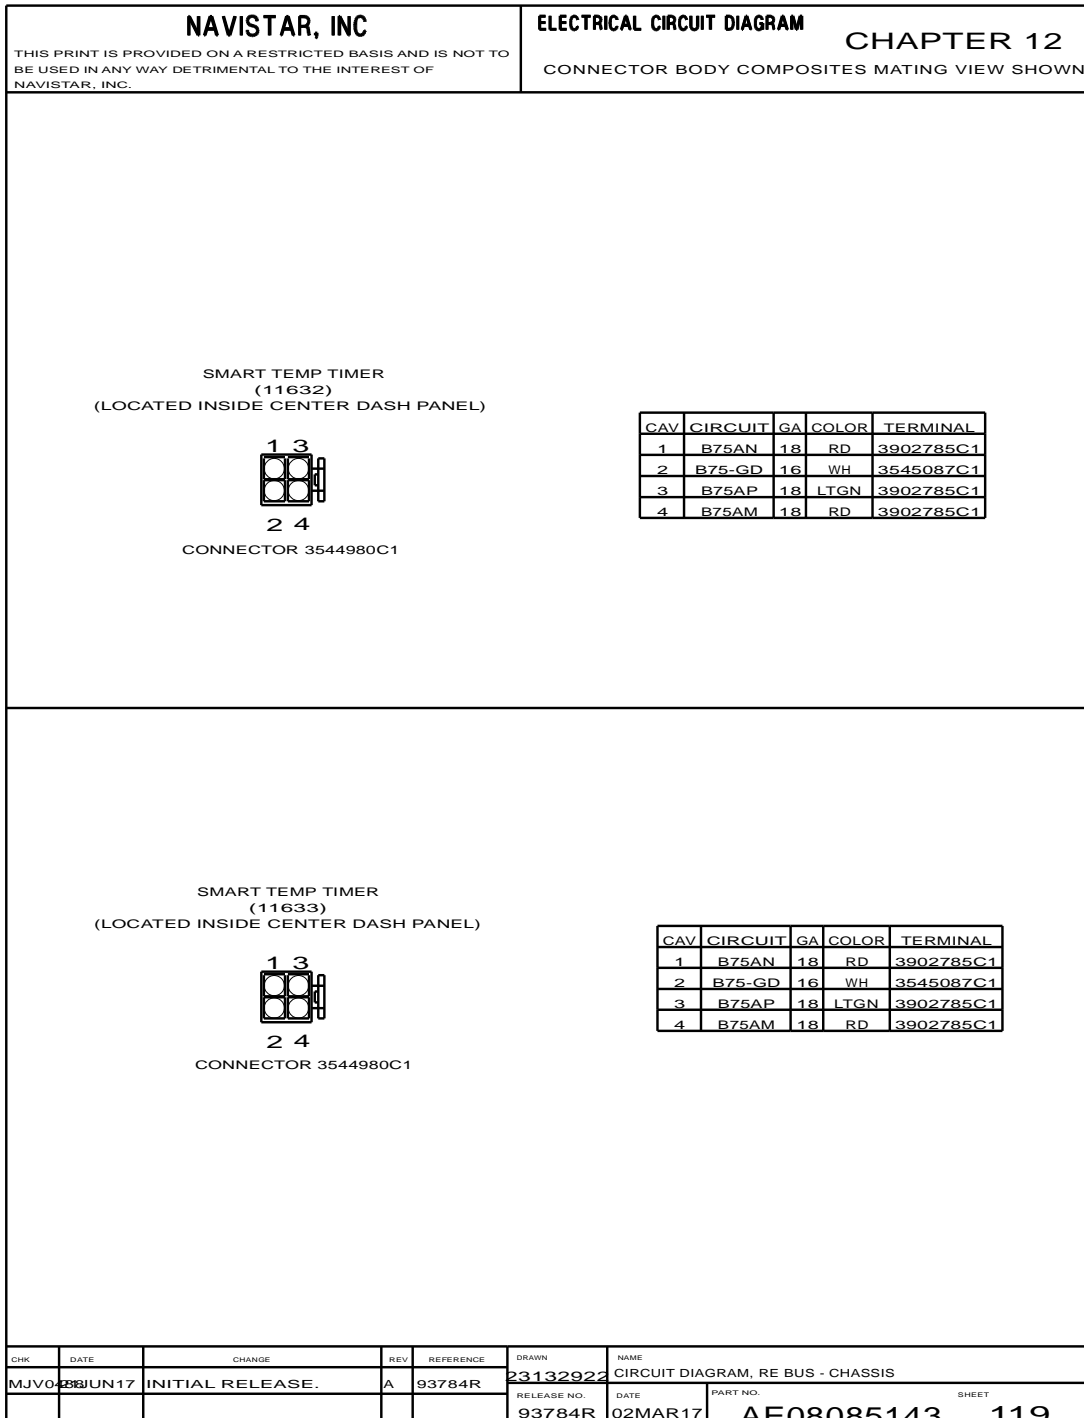 NAVISTAR, INC
THIS PRINT IS PROVIDED ON A RESTRICTED BASIS AND IS NOT TO
BE USED IN ANY WAY DETRIMENTAL TO THE INTEREST OF
NAVISTAR, INC.
ELECTRICAL CIRCUIT DIAGRAM
CHAPTER 12
CONNECTOR BODY COMPOSITES MATING VIEW SHOWN
SMART TEMP TIMER
(11632)
(LOCATED INSIDE CENTER DASH PANEL)
1 3
2 4
CONNECTOR 3544980C1
CAV CIRCUIT GA COLOR TERMINAL
1 B75AN 18 RD 3902785C1
2 B75-GD 16 WH 3545087C1
3 B75AP 18 LTGN 3902785C1
4 B75AM 18 RD 3902785C1
SMART TEMP TIMER
(11633)
(LOCATED INSIDE CENTER DASH PANEL)
1 3
2 4
CONNECTOR 3544980C1
CAV CIRCUIT GA COLOR TERMINAL
1 B75AN 18 RD 3902785C1
2 B75-GD 16 WH 3545087C1
3 B75AP 18 LTGN 3902785C1
4 B75AM 18 RD 3902785C1
CHK DATE CHANGE REV REFERENCE
INITIAL RELEASE. A 93784R
DRAWN
23132922
NAME
CIRCUIT DIAGRAM, RE BUS - CHASSIS
RELEASE NO.
93784R
DATE
02MAR17
PART NO.
AE08085143
SHEET
119